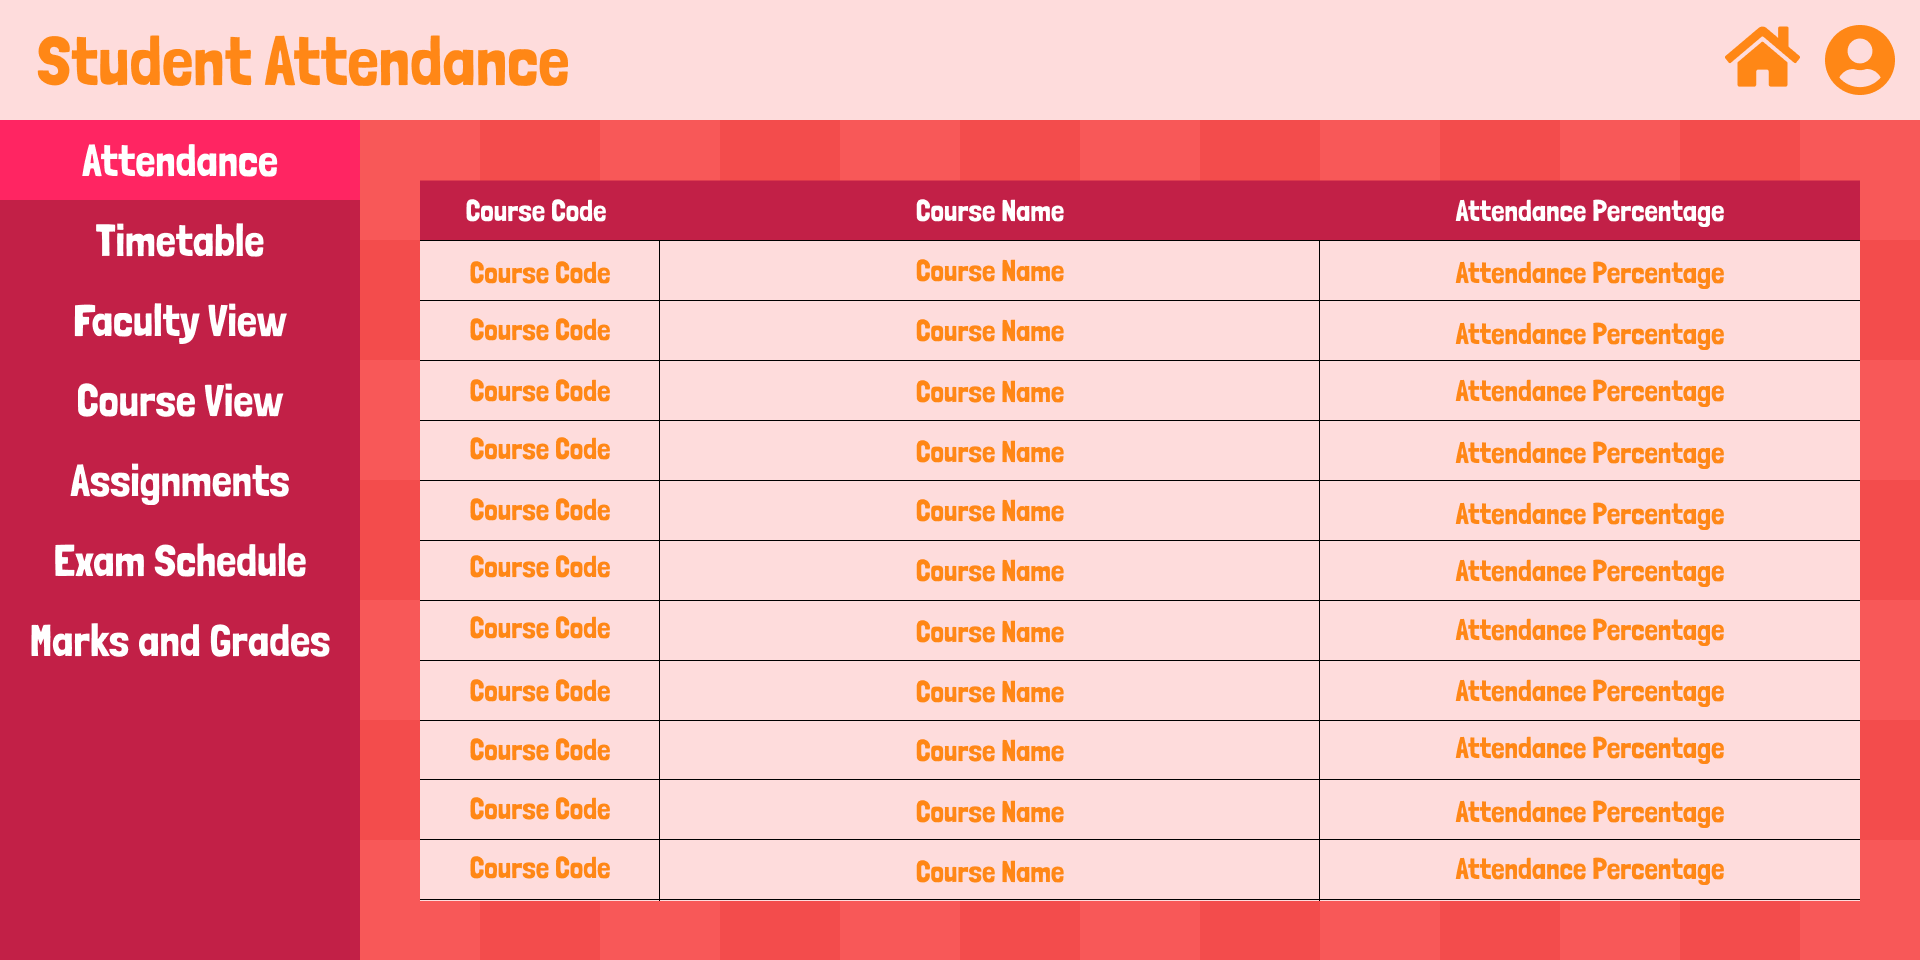 Student Attendance
Attendance
Timetable
Faculty View
Course View
Assignments
Exam Schedule
Marks and Grades
Course Code Course Name Attendance Percentage
Course Code Course Name Attendance Percentage
Course Code Course Name Attendance Percentage
Course Code Course Name Attendance Percentage
Course Code Course Name Attendance Percentage
Course Code Course Name Attendance Percentage
Course Code Course Name Attendance Percentage
Course Code Course Name Attendance Percentage
Course Code Course Name Attendance Percentage
Course Code Course Name Attendance Percentage
Course Code Course Name Attendance Percentage
Course Code Course Name Attendance Percentage